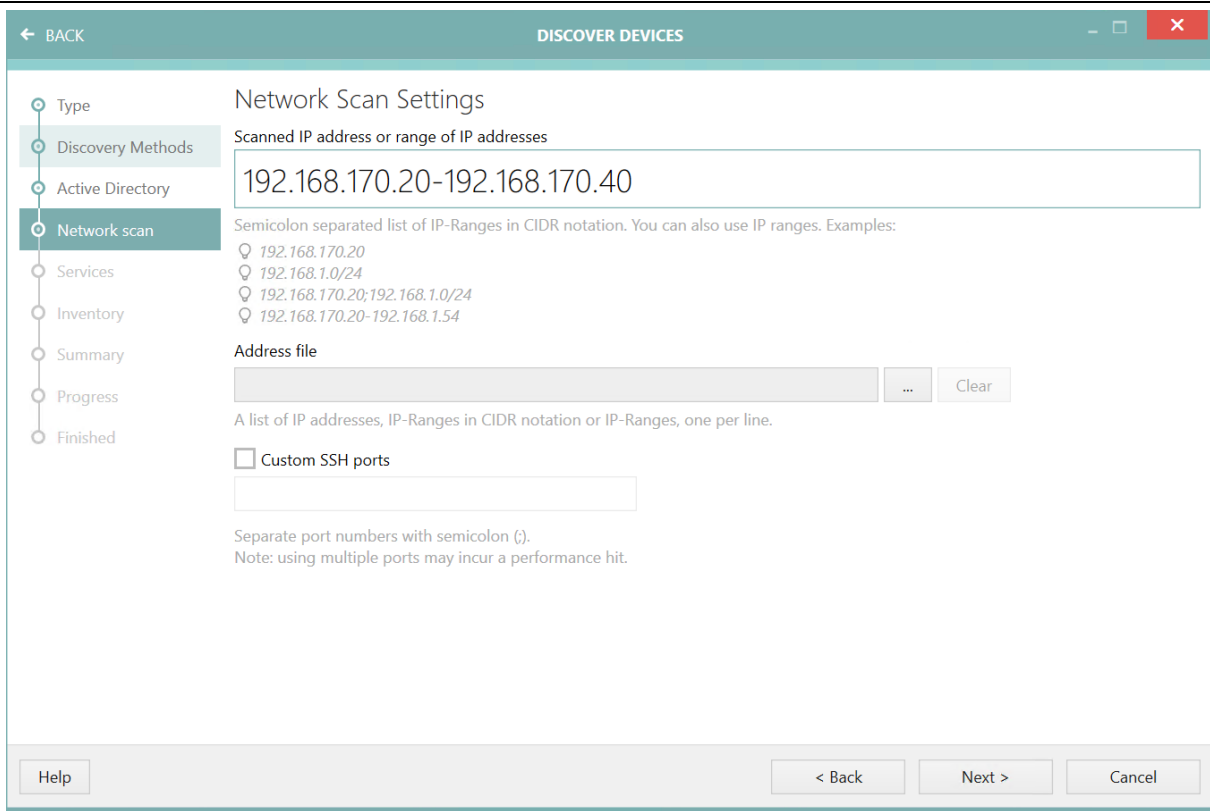 BACK
DISCOVER DEVICES
Type
Discovery Methods
Active Directory
Network scan
Services
Inventory
Summary
Progress
Finished
Network Scan Settings
Scanned IP address or range of IP addresses
192.168.170.20-192.168.170.40
Semicolon separated list of IP-Ranges in CIDR notation. You can also use IP ranges. Examples:
192.168.170.20
192.168.1.0/24
192.168.170.20;192.168.1.0/24
192.168.170.20-192.168.1.54
Address file
... Clear
A list of IP addresses, IP-Ranges in CIDR notation or IP-Ranges, one per line.
Custom SSH ports
Separate port numbers with semicolon (;).
Note: using multiple ports may incur a performance hit.
Help < Back Next > Cancel